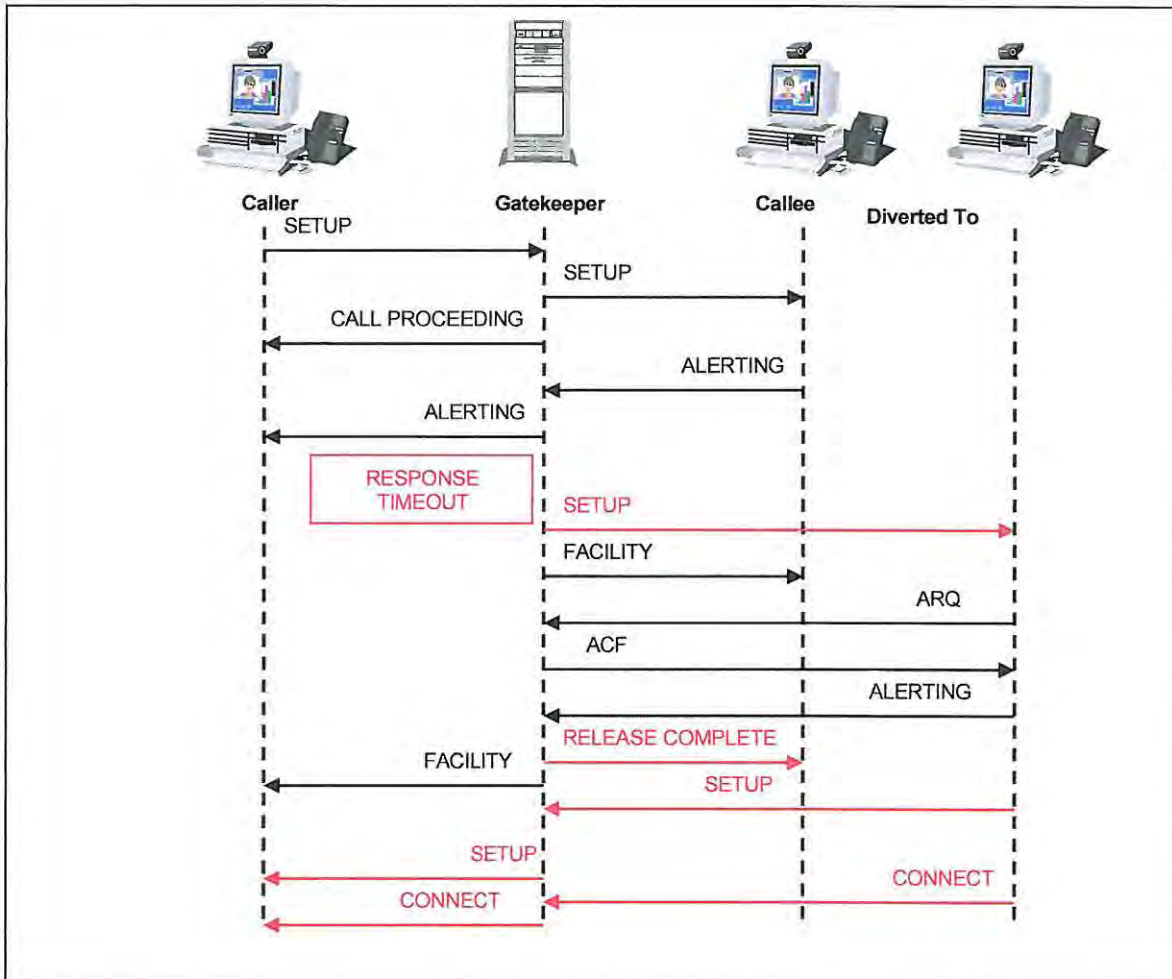 Caller
Gatekeeper
Callee
Diverted To
SETUP
SETUP
CALL PROCEEDING
ALERTING
ALERTING
RESPONSE
TIMEOUT
SETUP
FACILITY
ARQ
ACF
ALERTING
RELEASE COMPLETE
FACILITY
SETUP
SETUP
CONNECT
CONNECT